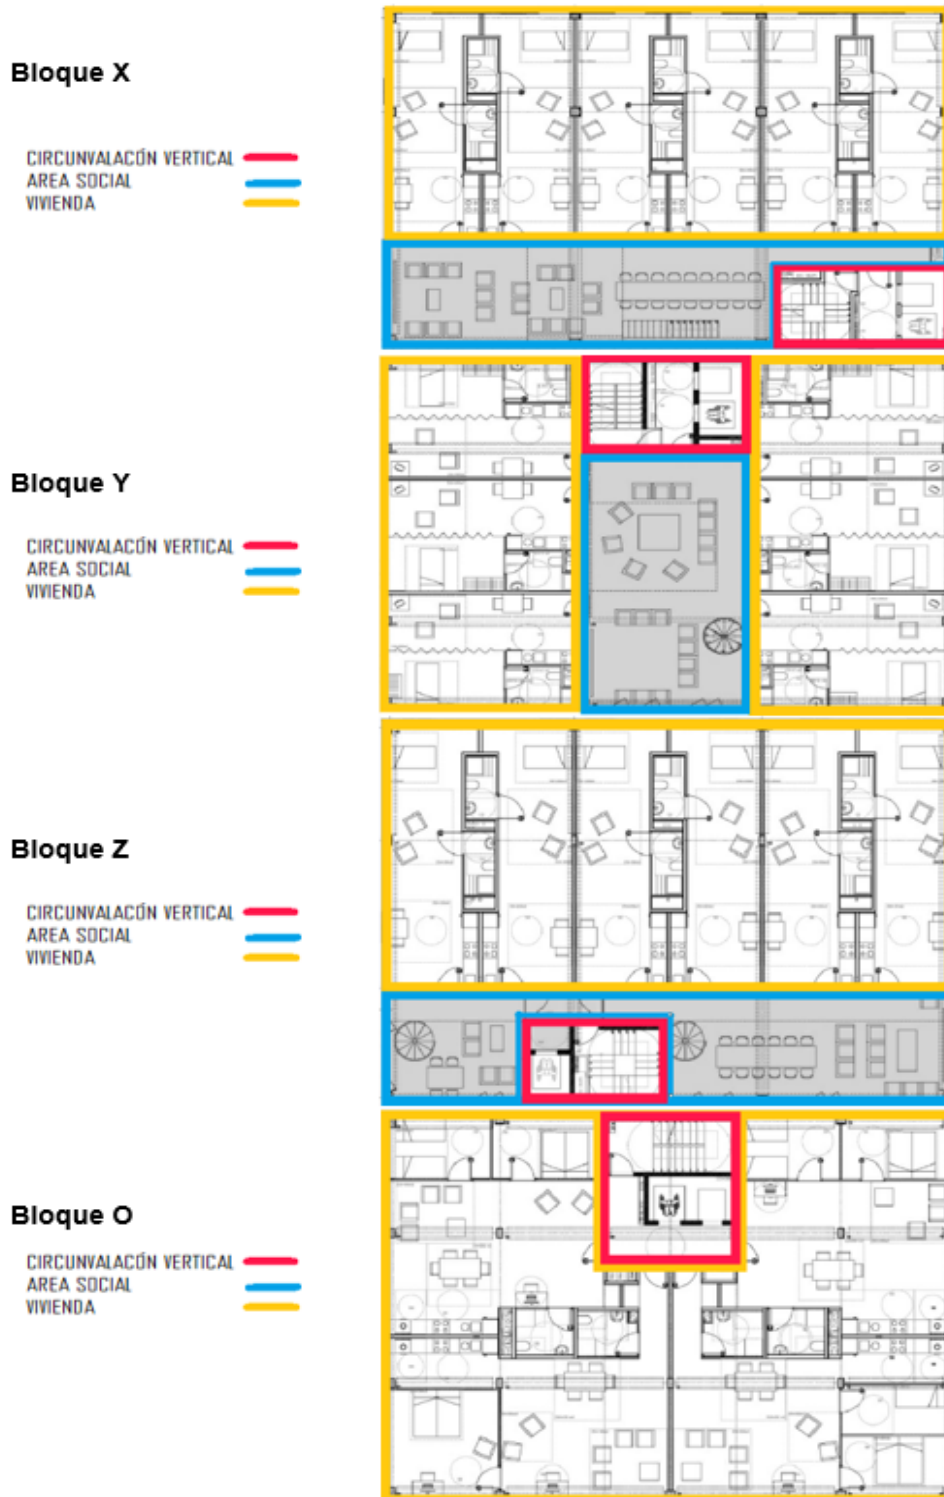 Bloque X
CIRCUNVALACÓN VERTICAL
AREA SOCIAL
VIVIENDA
Bloque Y
CIRCUNVALACÓN VERTICAL
AREA SOCIAL
VIVIENDA
Bloque Z
CIRCUNVALACÓN VERTICAL
AREA SOCIAL
VIVIENDA
Bloque O
CIRCUNVALACÓN VERTICAL
AREA SOCIAL
VIVIENDA